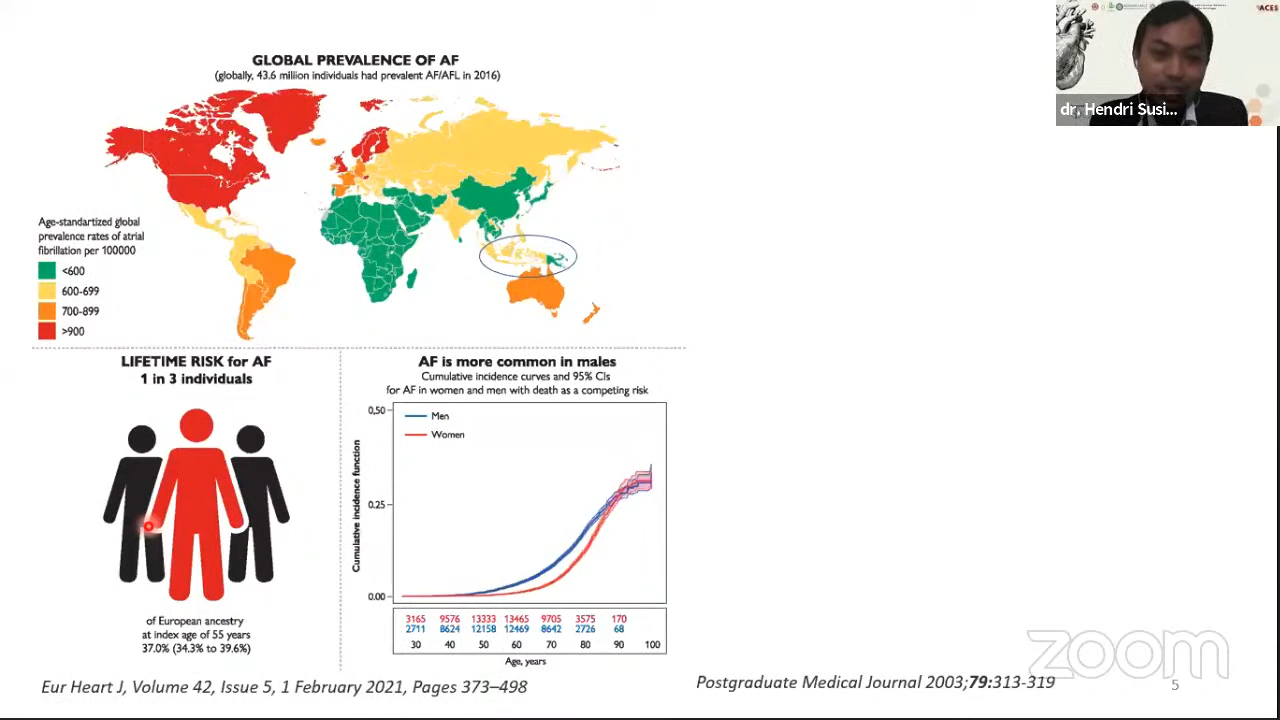 GLOBAL PREVALENCE OF AF
(globally, 43.6 million individuals had prevalent AF/AFL in 2016)
Age-standartized global
prevalence rates of atrial
fibrillation per 100000
<600
600-699
700-899
>900
LIFETIME RISK for AF
1 in 3 individuals
of European ancestry
at index age of 55 years
37.0% (34.3% to 39.6%)
AF is more common in males
Cumulative incidence curves and 95% CIs
for AF in women and men with death as a competing risk
0,50
Men
Women
Cumulative incidence function
0.25
0.00
3165 9576 13333 13465 9705 3575 170
2711 8624 12158 12469 8642 2726 68
30 40 50 60 70 80 90 100
Age, years
Eur Heart J, Volume 42, Issue 5, 1 February 2021, Pages 373–498
Postgraduate Medical Journal 2003;79:313-319
5
zoom
dr. Hendri Susi...
ACES